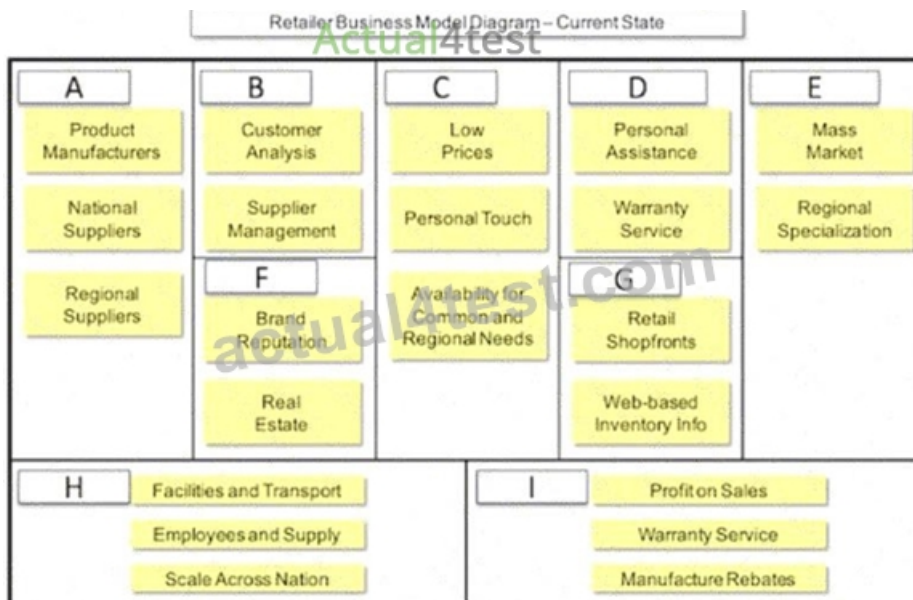 Retailer Business Model Diagram – Current State
Actual4test
A
Product
Manufacturers
National
Suppliers
Regional
Suppliers
B
Customer
Analysis
Supplier
Management
F
Brand
Reputation
Real
Estate
C
Low
Prices
Personal Touch
Availability for
Common and
Regional Needs
D
Personal
Assistance
Warranty
Service
G
Retail
Shopfronts
Web-based
Inventory Info
E
Mass
Market
Regional
Specialization
actual4test.com
H
Facilities and Transport
Employees and Supply
Scale Across Nation
I
Profit on Sales
Warranty Service
Manufacture Rebates